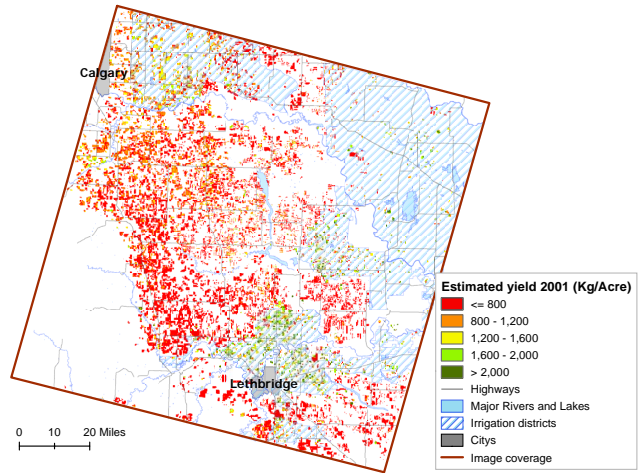 Calgary
Lethbridge
0 10 20 Miles
Estimated yield 2001 (Kg/Acre)
<= 800
800 - 1,200
1,200 - 1,600
1,600 - 2,000
> 2,000
Highways
Major Rivers and Lakes
Irrigation districts
Citys
Image coverage